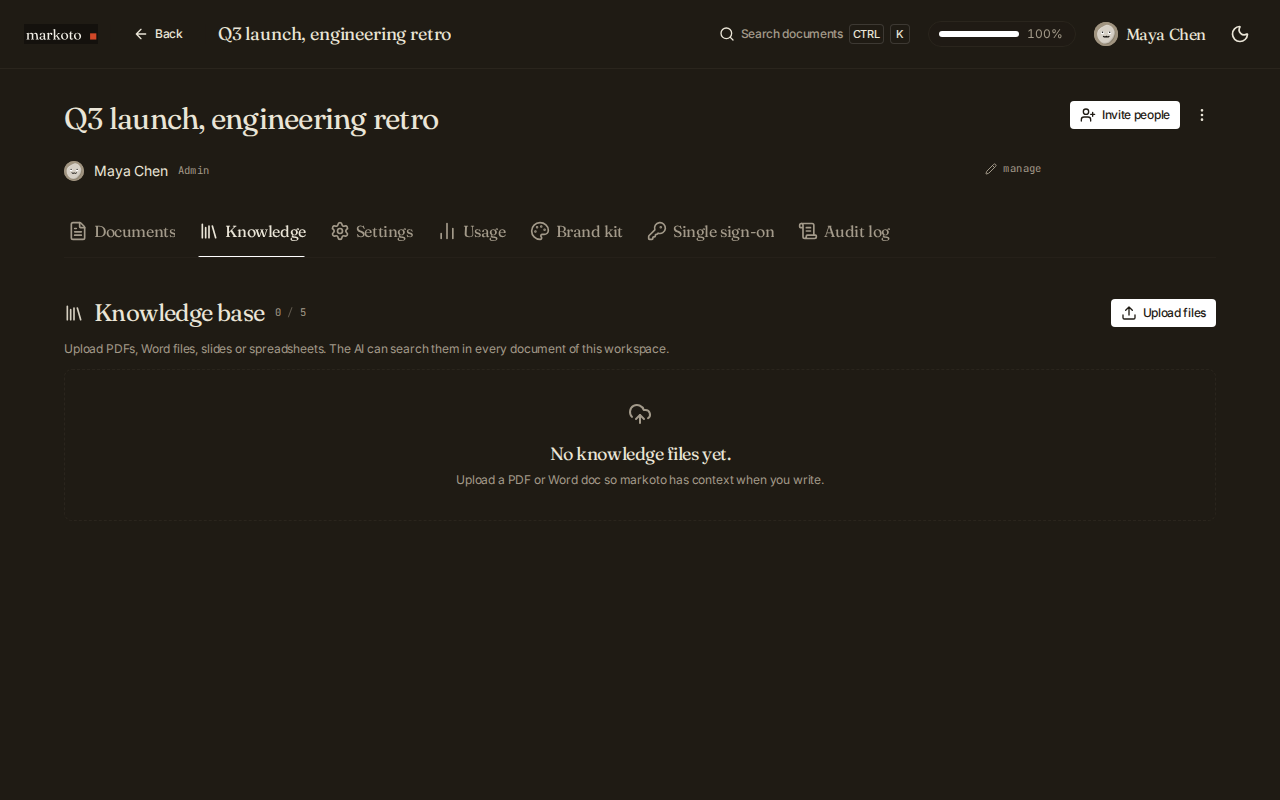 markoto
Back
Q3 launch, engineering retro
Search documents CTRL K
100%
Maya Chen
Q3 launch, engineering retro
Invite people
Maya Chen Admin
manage
Documents Knowledge Settings Usage Brand kit Single sign-on Audit log
Knowledge base 0 / 5
Upload files
Upload PDFs, Word files, slides or spreadsheets. The AI can search them in every document of this workspace.
No knowledge files yet.
Upload a PDF or Word doc so markoto has context when you write.